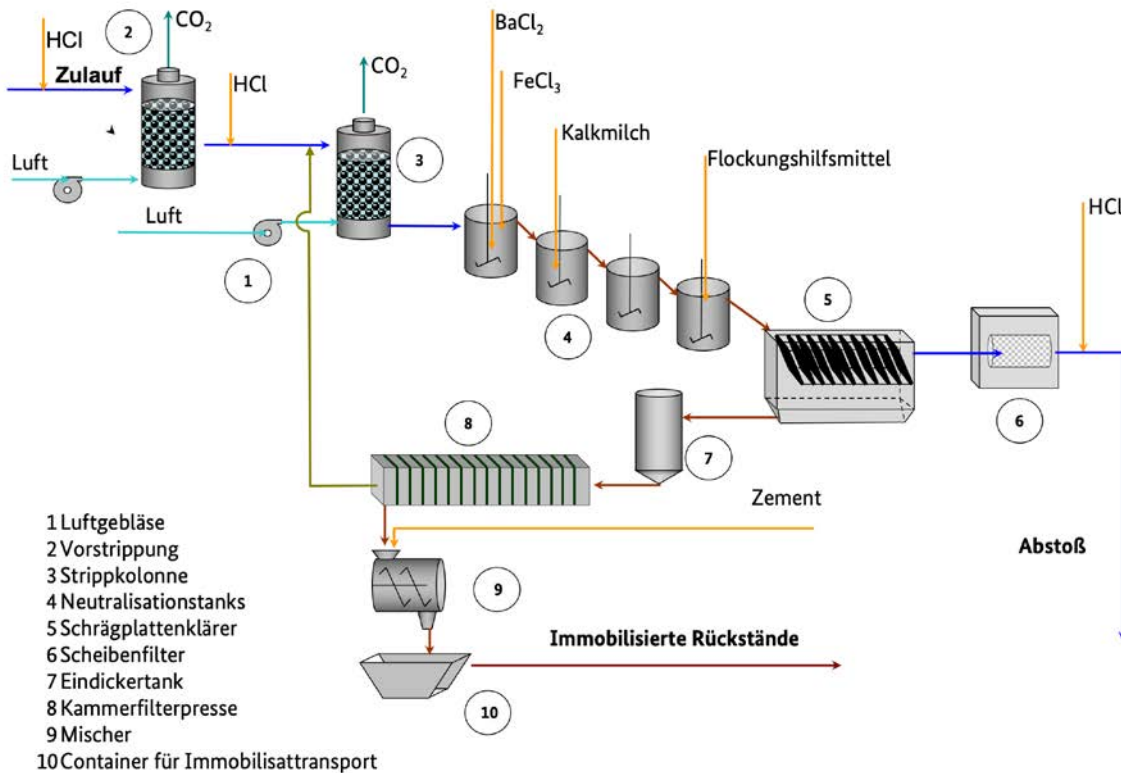 HCl
2
CO2
Zulauf
Luft
HCl
CO2
3
Luft
1
BaCl2
FeCl3
Kalkmilch
Flockungshilfsmittel
4
5
HCl
6
7
8
Zement
Abstoß
9
Immobilisierte Rückstände
10
1 Luftgebläse
2 Vorstrippung
3 Strippkolonne
4 Neutralisationstanks
5 Schrägplattenklärer
6 Scheibenfilter
7 Eindickertank
8 Kammerfilterpresse
9 Mischer
10 Container für Immobilisattransport